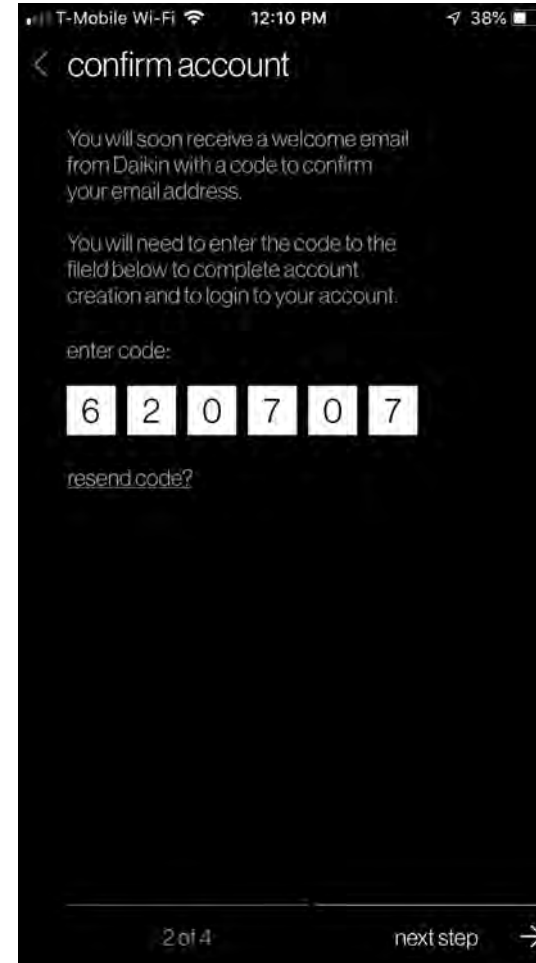 T-Mobile Wi-Fi 12:10 PM 38%
confirm account
You will soon receive a welcome email
from Daikin with a code to confirm
your email address.
You will need to enter the code to the
fileld below to complete account
creation and to login to your account.
enter code:
6 2 0 7 0 7
resend code?
2 of 4 next step